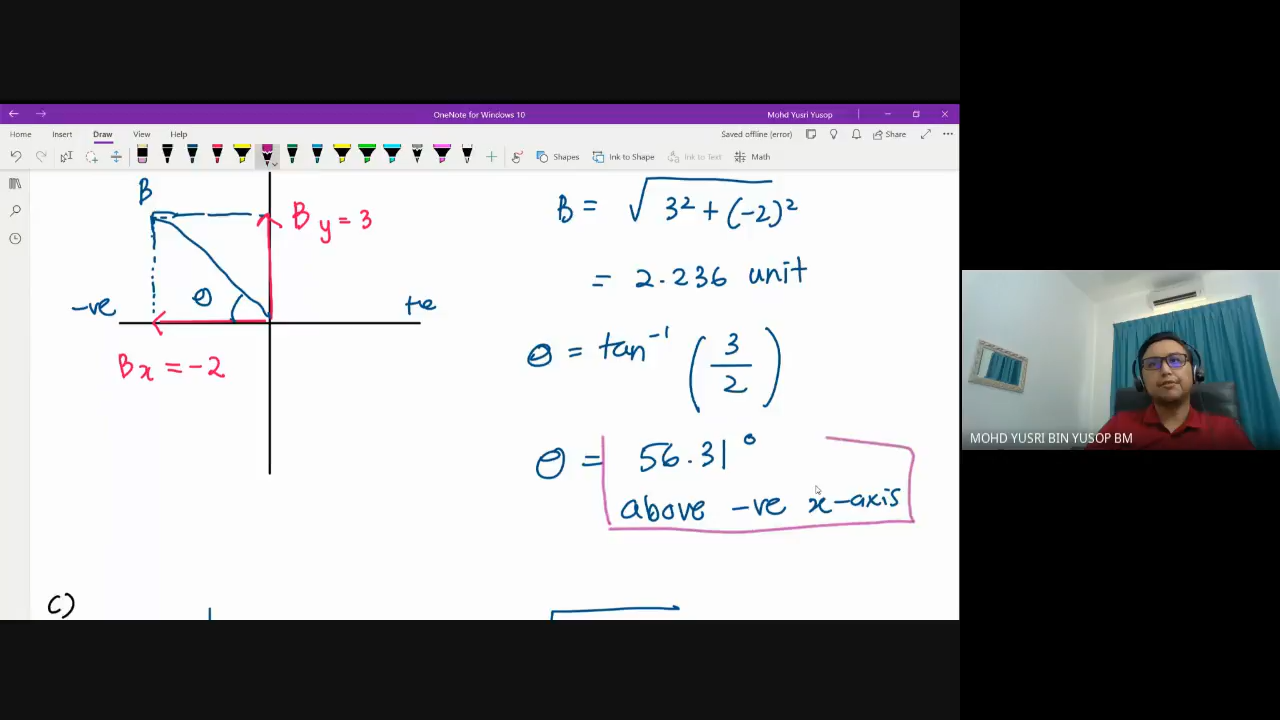 OneNote for Windows 10
Mohd Yusri Yusop
Home Insert Draw View Help
Saved offline (error) Share
Shapes Ink to Shape Ink to Text Math
B
B y = 3
-ve θ +ve
Bx = -2
B = √ 3² + (-2)²
= 2.236 unit
θ = tan⁻¹ (3/2)
θ = 56.31°
above -ve x-axis
c)
MOHD YUSRI BIN YUSOP BM